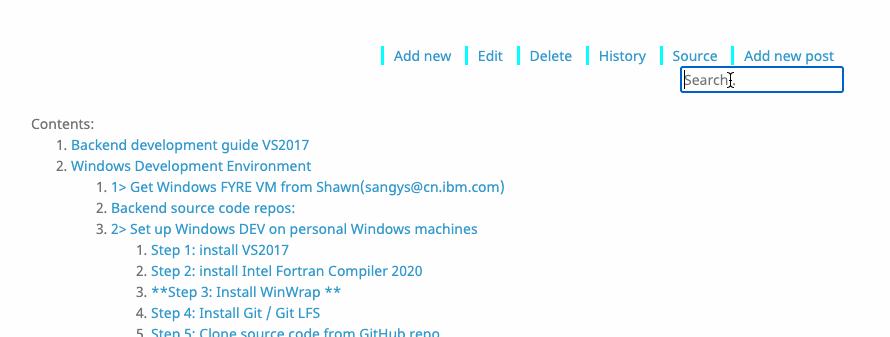 Add new Edit Delete History Source Add new post
Search..
Contents:
1. Backend development guide VS2017
2. Windows Development Environment
1. 1> Get Windows FYRE VM from Shawn(sangys@cn.ibm.com)
2. Backend source code repos:
3. 2> Set up Windows DEV on personal Windows machines
1. Step 1: install VS2017
2. Step 2: install Intel Fortran Compiler 2020
3. **Step 3: Install WinWrap **
4. Step 4: Install Git / Git LFS
5. Step 5: Clone source code from GitHub repo